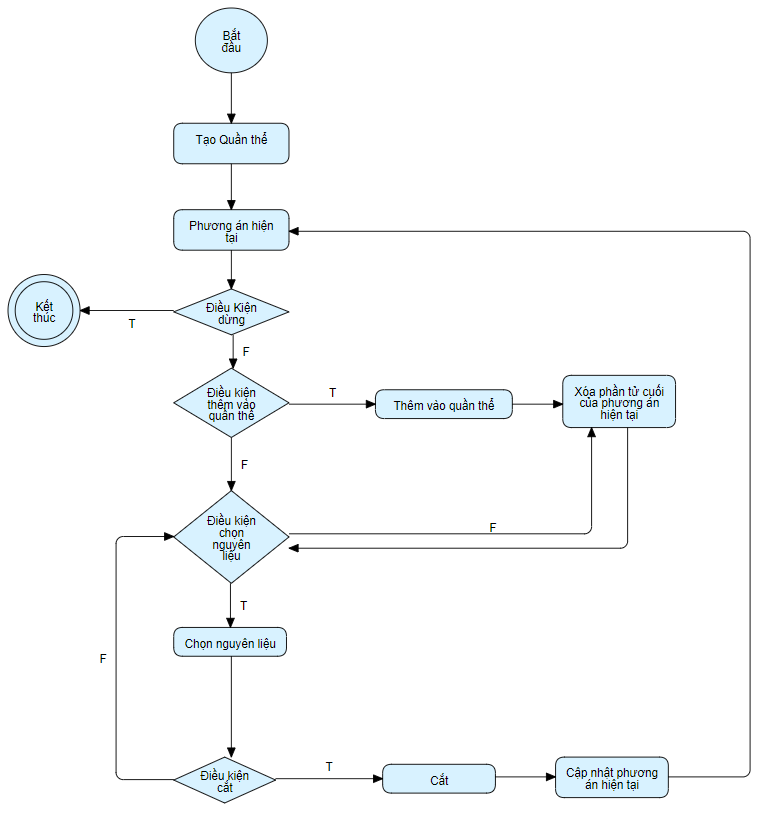 Bắt
đầu
Tạo Quần thể
Phương án hiện
tại
Điều Kiện
dừng
Kết
thúc
T
F
Điều kiện
thêm vào
quần thể
T
Thêm vào quần thể
Xóa phần tử cuối
của phương án
hiện tại
F
Điều kiện
chọn
nguyên
liệu
F
T
Chọn nguyên liệu
F
Điều kiện
cắt
T
Cắt
Cập nhật phương
án hiện tại